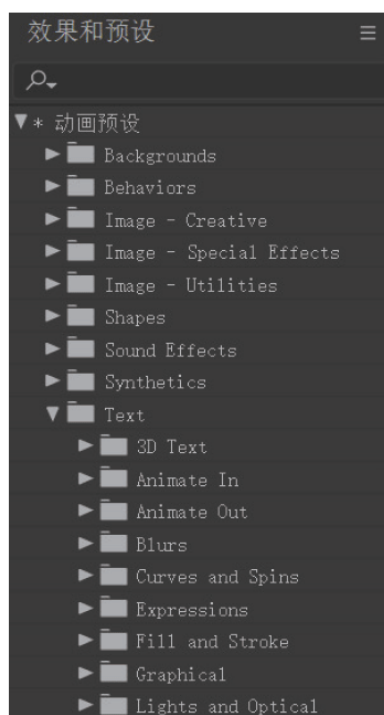 效果和预设
* 动画预设
Backgrounds
Behaviors
Image - Creative
Image - Special Effects
Image - Utilities
Shapes
Sound Effects
Synthetics
Text
3D Text
Animate In
Animate Out
Blurs
Curves and Spins
Expressions
Fill and Stroke
Graphical
Lights and Optical